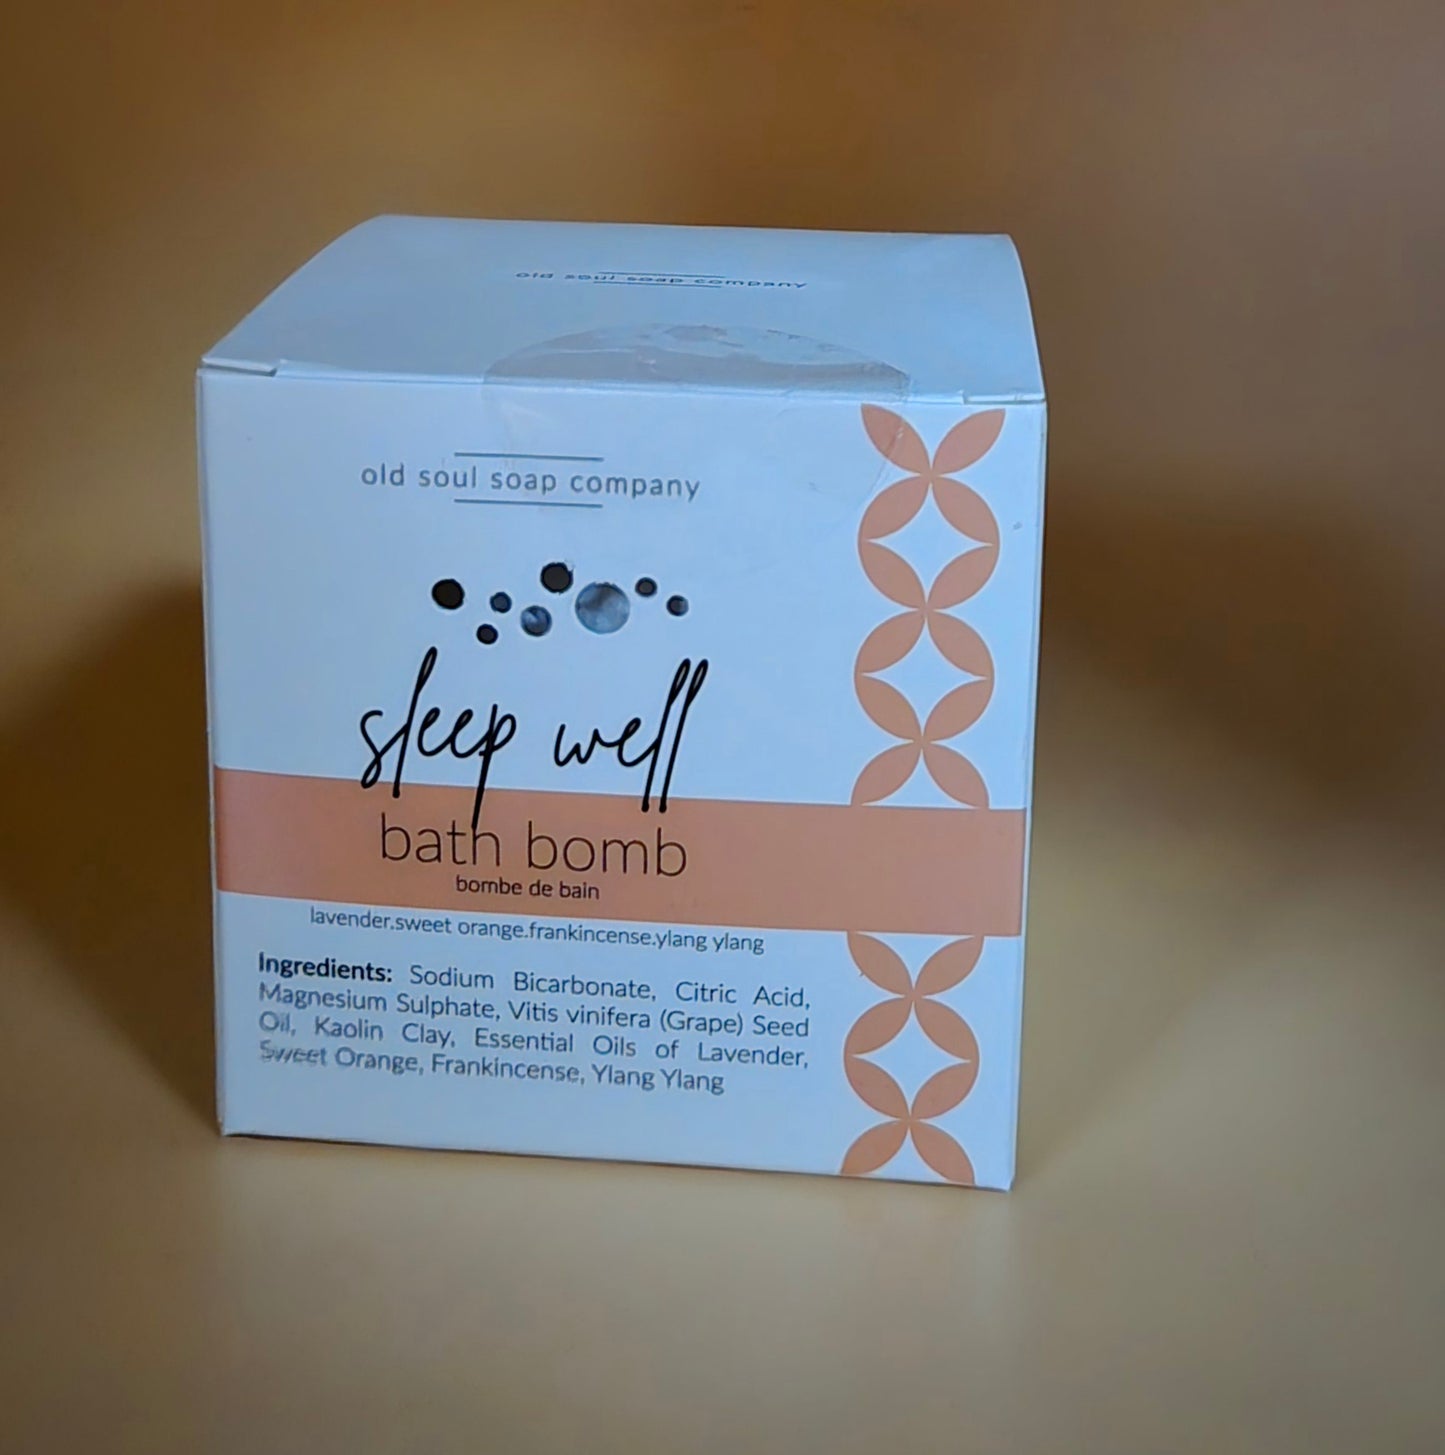 old soul soap company
old soul soap company
sleep well
bath bomb
bombe de bain
lavender.sweet orange.frankincense.ylang ylang
Ingredients: Sodium Bicarbonate, Citric Acid,
Magnesium Sulphate, Vitis vinifera (Grape) Seed
Oil, Kaolin Clay, Essential Oils of Lavender,
Sweet Orange, Frankincense, Ylang Ylang